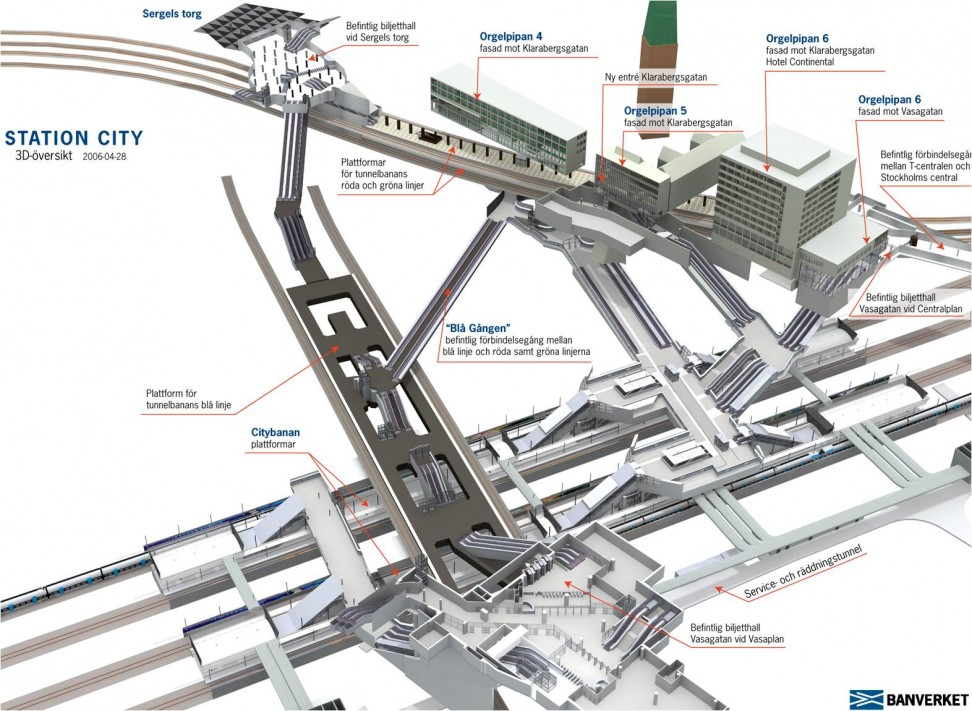 Sergels torg
Befintlig biljetthall
vid Sergels torg
Orgelpipan 4
fasad mot Klarabergsgatan
Ny entré Klarabergsgatan
Orgelpipan 5
fasad mot Klarabergsgatan
Orgelpipan 6
fasad mot Klarabergsgatan
Hotel Continental
Orgelpipan 6
fasad mot Vasagatan
Befintlig förbindelsegång
mellan T-centralen och
Stockholms central
STATION CITY
3D-översikt 2006-04-28
Plattformar
för tunnelbanans
röda och gröna linjer
Befintlig biljetthall
Vasagatan vid Centralplan
"Blå Gången"
befintlig förbindelsegång mellan
blå linje och röda samt gröna linjerna
Plattform för
tunnelbanans blå linje
Citybanan
plattformar
Service- och räddningstunnel
Befintlig biljetthall
Vasagatan vid Vasaplan
BANVERKET